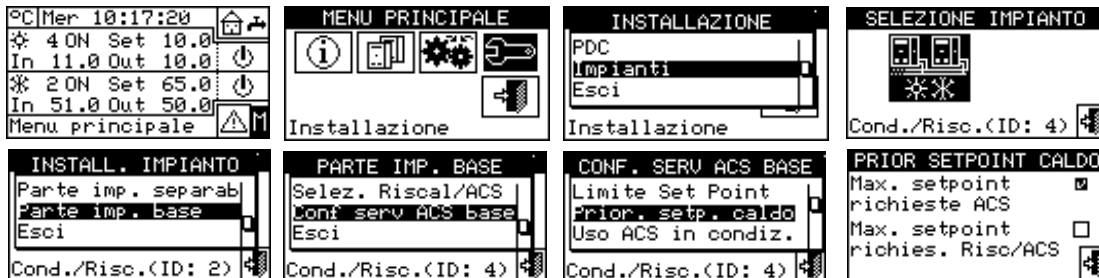 °C Mer 10:17:20
4 ON Set 10.0
In 11.0 Out 10.0
2 ON Set 65.0
In 51.0 Out 50.0
Menu principale M
MENU PRINCIPALE
Installazione
INSTALLAZIONE
PDC
Impianti
Esci
Installazione
SELEZIONE IMPIANTO
Cond./Risc.(ID: 4)
INSTALL. IMPIANTO
Parte imp. separab
Parte imp. base
Esci
Cond./Risc.(ID: 2)
PARTE IMP. BASE
Selez. Riscal/ACS
Conf serv ACS base
Esci
Cond./Risc.(ID: 4)
CONF. SERV ACS BASE
Limite Set Point
Prior. setp. caldo
Uso ACS in condiz.
Cond./Risc.(ID: 4)
PRIOR SETPOINT CALDO
Max. setpoint
richieste ACS
Max. setpoint
richies. Risc/ACS